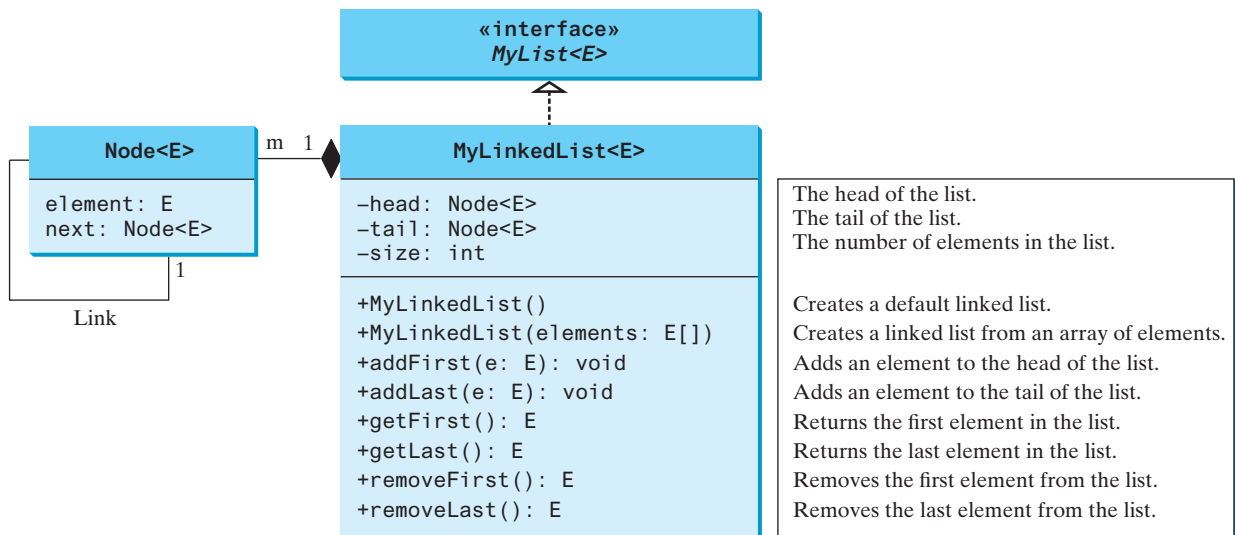 «interface»
MyList<E>
m 1
Node<E>
MyLinkedList<E>
element: E
next: Node<E>
1
Link
–head: Node<E>
–tail: Node<E>
–size: int
The head of the list.
The tail of the list.
The number of elements in the list.
+MyLinkedList()
+MyLinkedList(elements: E[])
+addFirst(e: E): void
+addLast(e: E): void
+getFirst(): E
+getLast(): E
+removeFirst(): E
+removeLast(): E
Creates a default linked list.
Creates a linked list from an array of elements.
Adds an element to the head of the list.
Adds an element to the tail of the list.
Returns the first element in the list.
Returns the last element in the list.
Removes the first element from the list.
Removes the last element from the list.